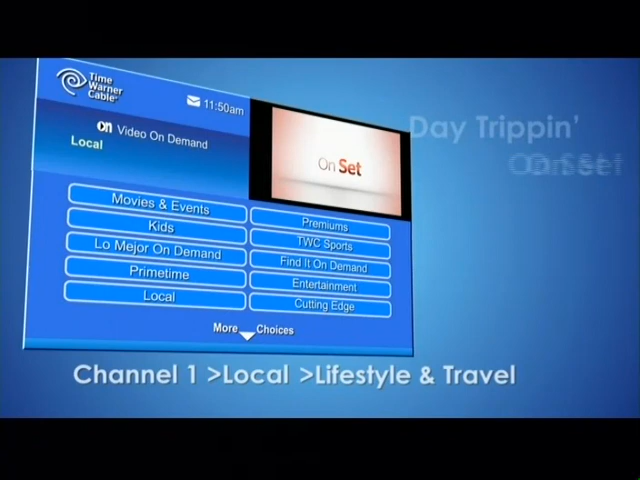 Time
Warner
Cable
11:50am
on Video On Demand
Local
On Set
Day Trippin'
On Set
Movies & Events
Premiums
Kids
TWC Sports
Lo Mejor On Demand
Find It On Demand
Primetime
Entertainment
Local
Cutting Edge
More Choices
Channel 1 >Local >Lifestyle & Travel